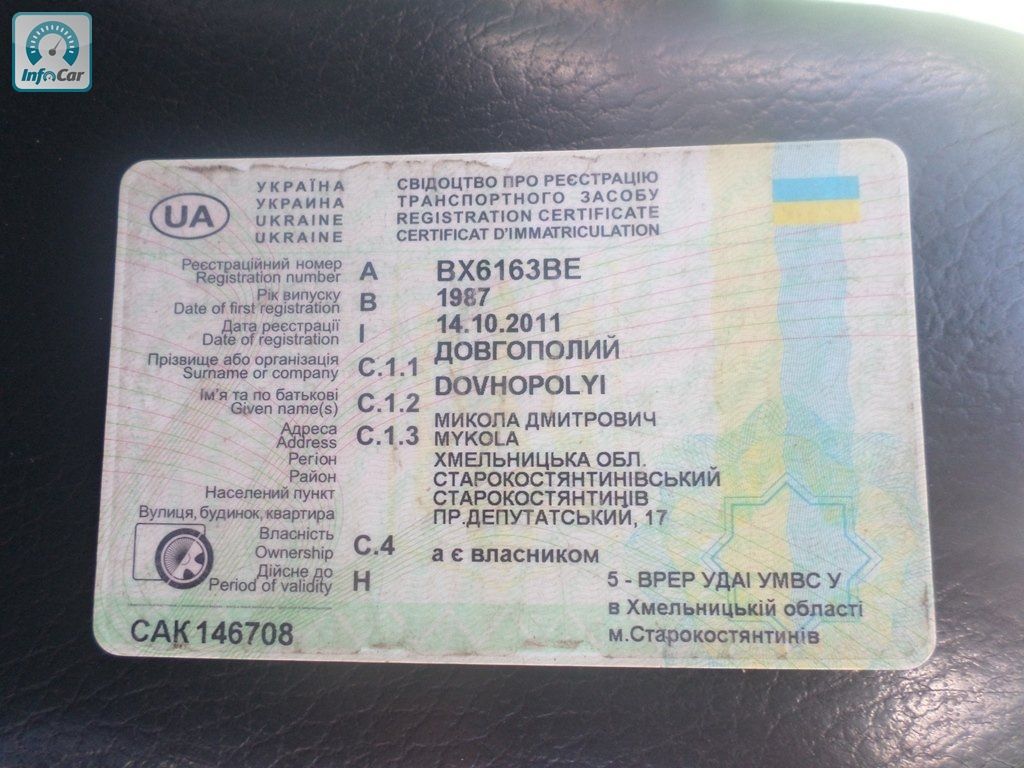 InfoCar
UA
УКРАЇНА
УКРАИНА
UKRAINE
UKRAINE
СВІДОЦТВО ПРО РЕЄСТРАЦІЮ
ТРАНСПОРТНОГО ЗАСОБУ
REGISTRATION CERTIFICATE
CERTIFICAT D'IMMATRICULATION
Реєстраційний номер
Registration number A BX6163BE
Рік випуску
Date of first registration B 1987
Дата реєстрації
Date of registration I 14.10.2011
Прізвище або організація
Surname or company C.1.1 ДОВГОПОЛИЙ
DOVHOPOLYI
Ім'я та по батькові
Given name(s) C.1.2 МИКОЛА ДМИТРОВИЧ
Адреса
Address C.1.3 MYKOLA
Регіон ХМЕЛЬНИЦЬКА ОБЛ.
Район СТАРОКОСТЯНТИНІВСЬКИЙ
Населений пункт СТАРОКОСТЯНТИНІВ
Вулиця, будинок, квартира ПР.ДЕПУТАТСЬКИЙ, 17
Власність
Ownership C.4 а є власником
Дійсне до
Period of validity H
5 - ВРЕР УДАІ УМВС У
в Хмельницькій області
м.Старокостянтинів
САК146708